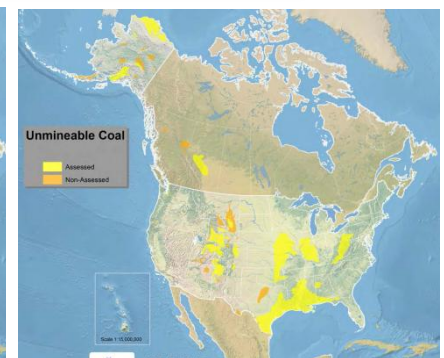 Unmineable Coal
Assessed
Non-Assessed
Scale 1:15,000,000